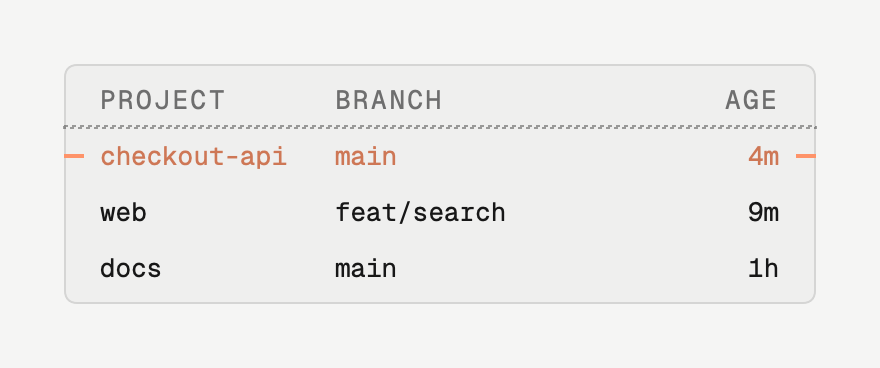 PROJECT BRANCH AGE
checkout-api main 4m
web feat/search 9m
docs main 1h